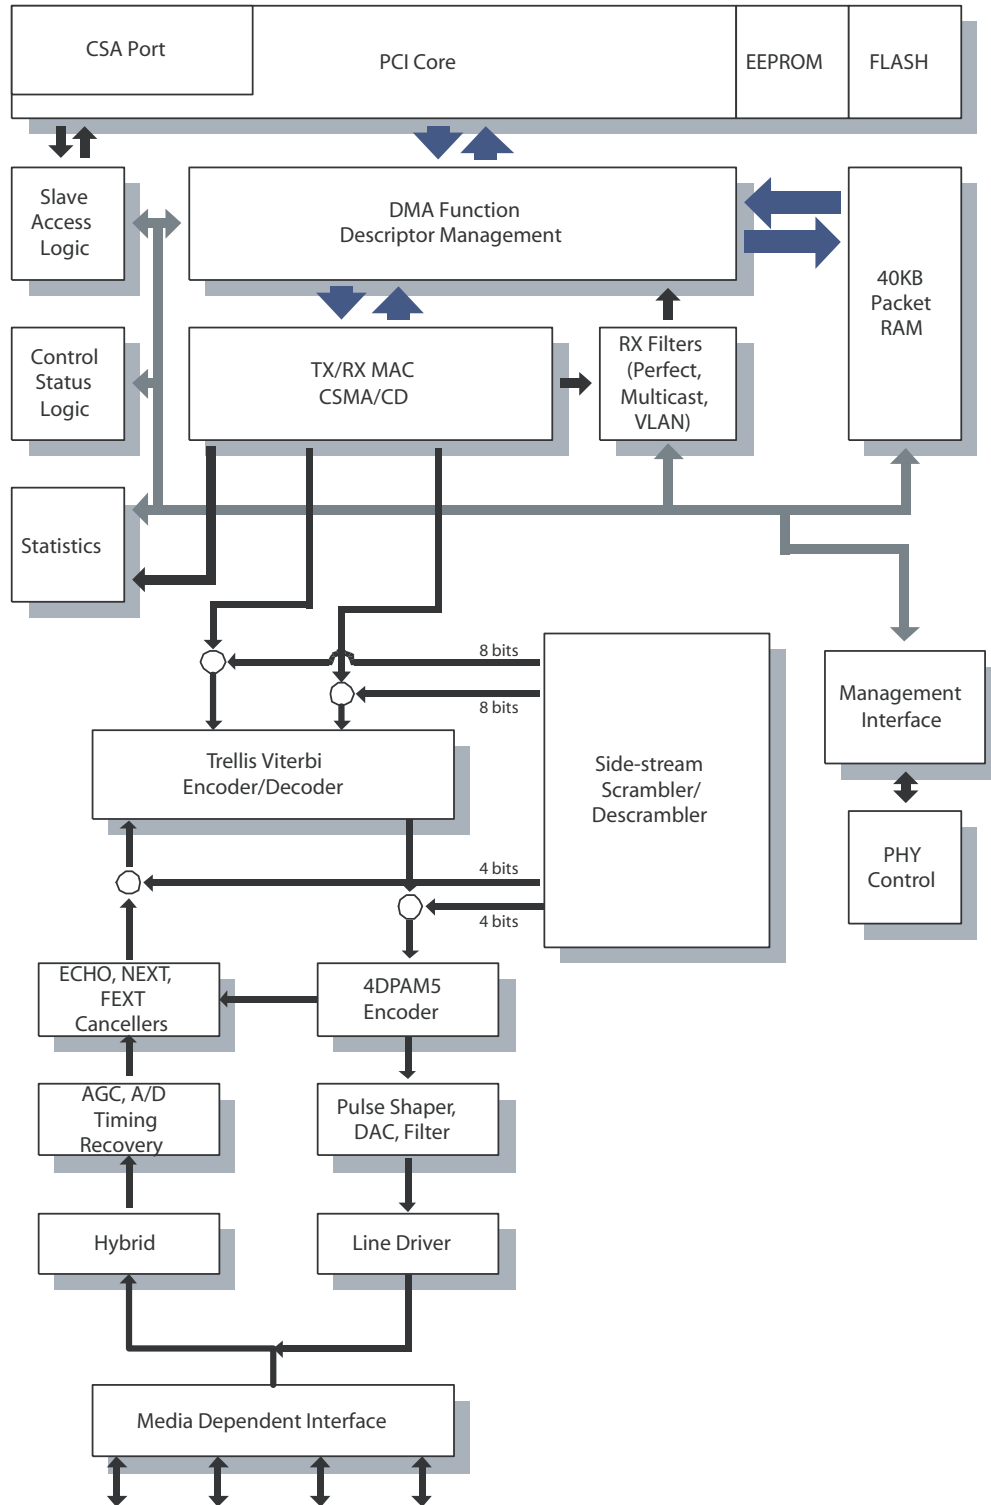 CSA Port
PCI Core
EEPROM
FLASH
Slave
Access
Logic
DMA Function
Descriptor Management
40KB
Packet
RAM
Control
Status
Logic
TX/RX MAC
CSMA/CD
RX Filters
(Perfect,
Multicast,
VLAN)
Statistics
8 bits
8 bits
Management
Interface
Trellis Viterbi
Encoder/Decoder
Side-stream
Scrambler/
Descrambler
PHY
Control
4 bits
4 bits
ECHO, NEXT,
FEXT
Cancellers
4DPAM5
Encoder
AGC, A/D
Timing
Recovery
Pulse Shaper,
DAC, Filter
Hybrid
Line Driver
Media Dependent Interface